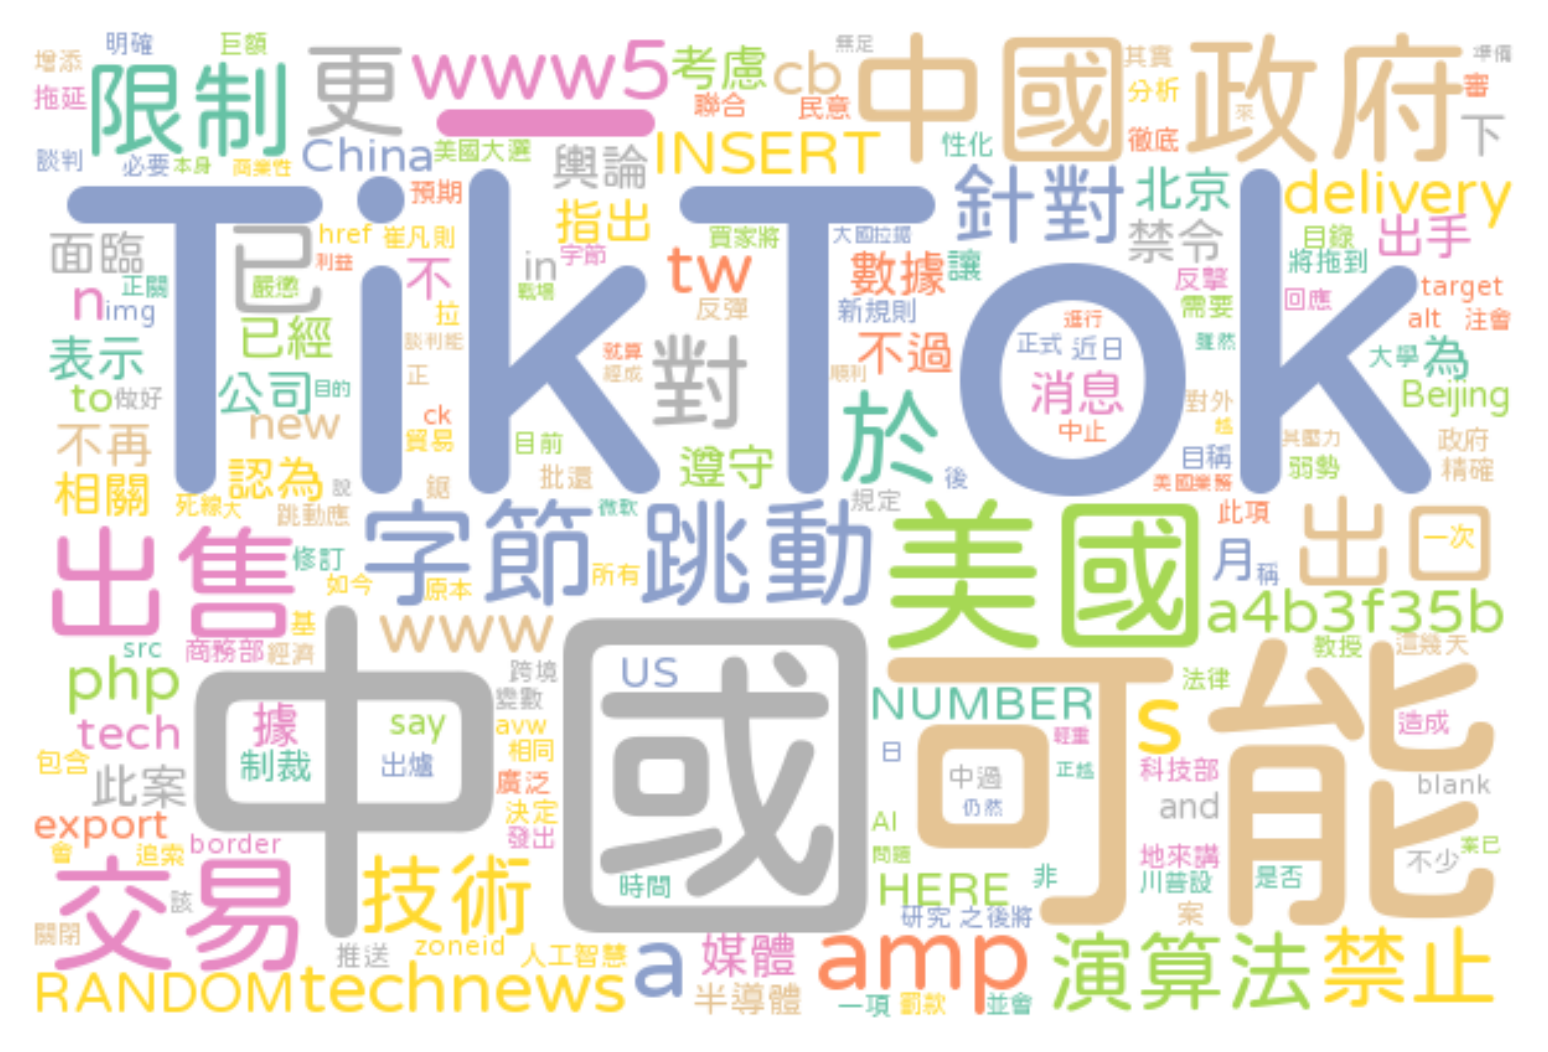 增添
明確
巨額
限制
更
www5
考慮
cb
無足
中國政府
其實
準備
審
拖延
聯合
民意
分析
來
徹底
下
談判
必要
本身
商業性
China
美國大選
輿論
INSERT
性化
TikTok
預期
針對
北京
delivery
面臨
已
href
崔凡則
指出
買家將
大國拉鋸
禁令
目錄
出手
利益
字節
in
tw
數據
讓
將拖到
n
正關
img
嚴懲
不
戰場
反彈
新規則
反擊
需要
回應
target
alt
注會
拉
已經
表示
談判能
就算
經成
對
不過
順利
進行
正式
近日
雖然
大學
為
to
做好
公司
目的
正
消息
Beijing
new
ck
貿易
目前
於
中止
對外
越
不再
認為
說
鋸
批還
遵守
後
目稱
其壓力
弱勢
政府
精確
相關
死線
大
跳動應
微軟
規定
美國業務
字節跳動
美國
此項
出口
一次
出售
修訂
如今
原本
所有
月
稱
a4b3f35b
基
www
src
商務部
經濟
教授
這幾天
php
跨境
US
可能
法律
變數
NUMBER
s
tech
據
say
avw
相同
輕重
造成
中國
包含
此案
制裁
出爐
廣泛
日
中過
正越
科技部
blank
決定
仍然
and
export
border
發出
AI
會
追索
問題
地來講
不少
案已
交易
該
技術
時間
HERE
非
川普設
是否
關閉
研究
之後將
案
推送
zoneid
人工智慧
a
媒體
amp
演算法
禁止
RANDOM
technews
半導體
一項
罰款
並會